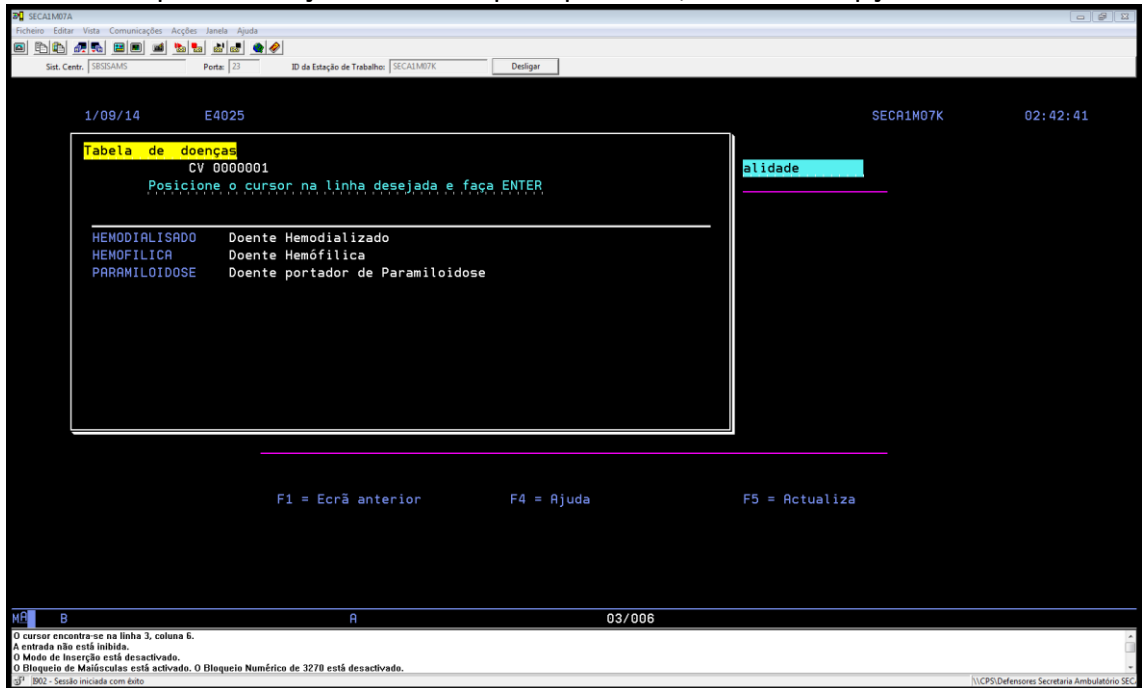 SECA1M07A
Ficheiro Editar Vista Comunicações Acções Janela Ajuda
Sist. Centr. SBSISAMS Porta: 23 ID da Estação de Trabalho: SECA1M07K Desligar
1/09/14 E4025 SECA1M07K 02:42:41
Tabela de doenças
CV 0000001 alidade
Posicione o cursor na linha desejada e faça ENTER
HEMODIALISADO Doente Hemodializado
HEMOFILICA Doente Hemófilica
PARAMILOIDOSE Doente portador de Paramiloidose
F1 = Ecrã anterior F4 = Ajuda F5 = Actualiza
MA B A 03/006
O cursor encontra-se na linha 3, coluna 6.
A entrada não está inibida.
O Modo de Inserção está desactivado.
O Bloqueio de Maiúsculas está activado. O Bloqueio Numérico de 3270 está desactivado.
I902 - Sessão iniciada com êxito \\CPS\Defensores Secretaria Ambulatório SEC